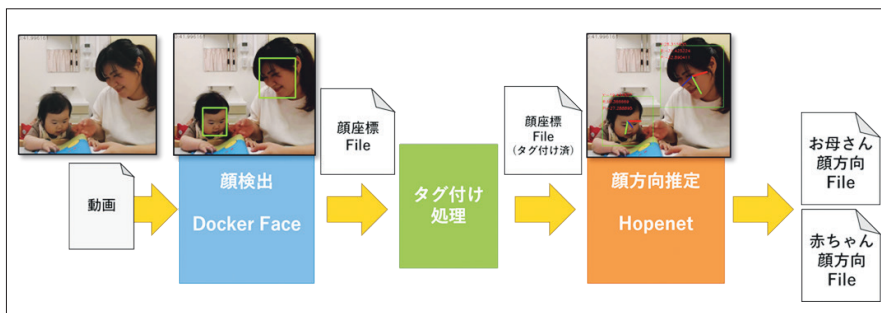 動画
顔検出
Docker Face
顔座標
File
タグ付け
処理
顔座標
File
(タグ付け済)
顔方向推定
Hopenet
お母さん
顔方向
File
赤ちゃん
顔方向
File